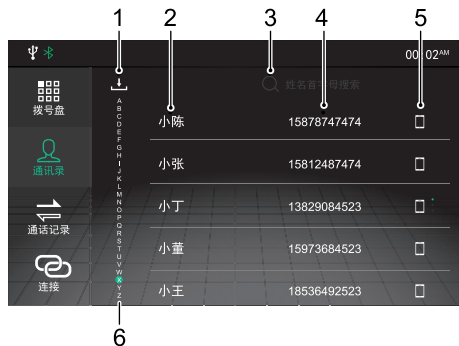 1 2 3 4 5
00:02AM
姓名首字母搜索
拨号盘
通讯录
通话记录
连接
A
B
C
D
E
F
G
H
I
J
K
L
M
N
O
P
Q
R
S
T
U
V
W
X
Y
Z
小陈 15878747474
小张 15812487474
小丁 13829084523
小董 15973684523
小王 18536492523
6